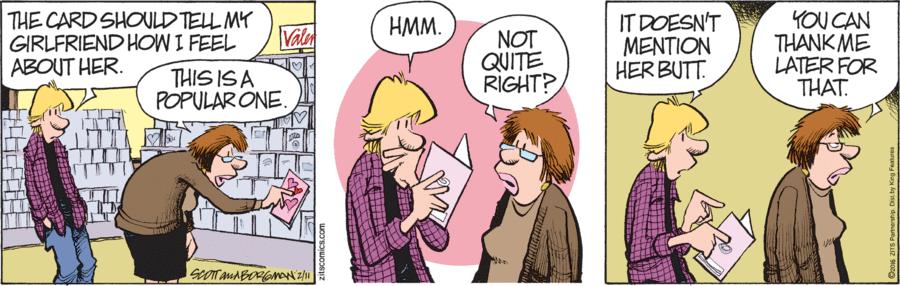 THE CARD SHOULD TELL MY
GIRLFRIEND HOW I FEEL
ABOUT HER.
Valen
THIS IS A
POPULAR ONE.
SCOTT AND BORGMAN 2/11
zitscomics.com
HMM.
NOT
QUITE
RIGHT?
IT DOESN'T
MENTION
HER BUTT.
YOU CAN
THANK ME
LATER FOR
THAT.
©2016 ZITS Partnership. Dist. by King Features